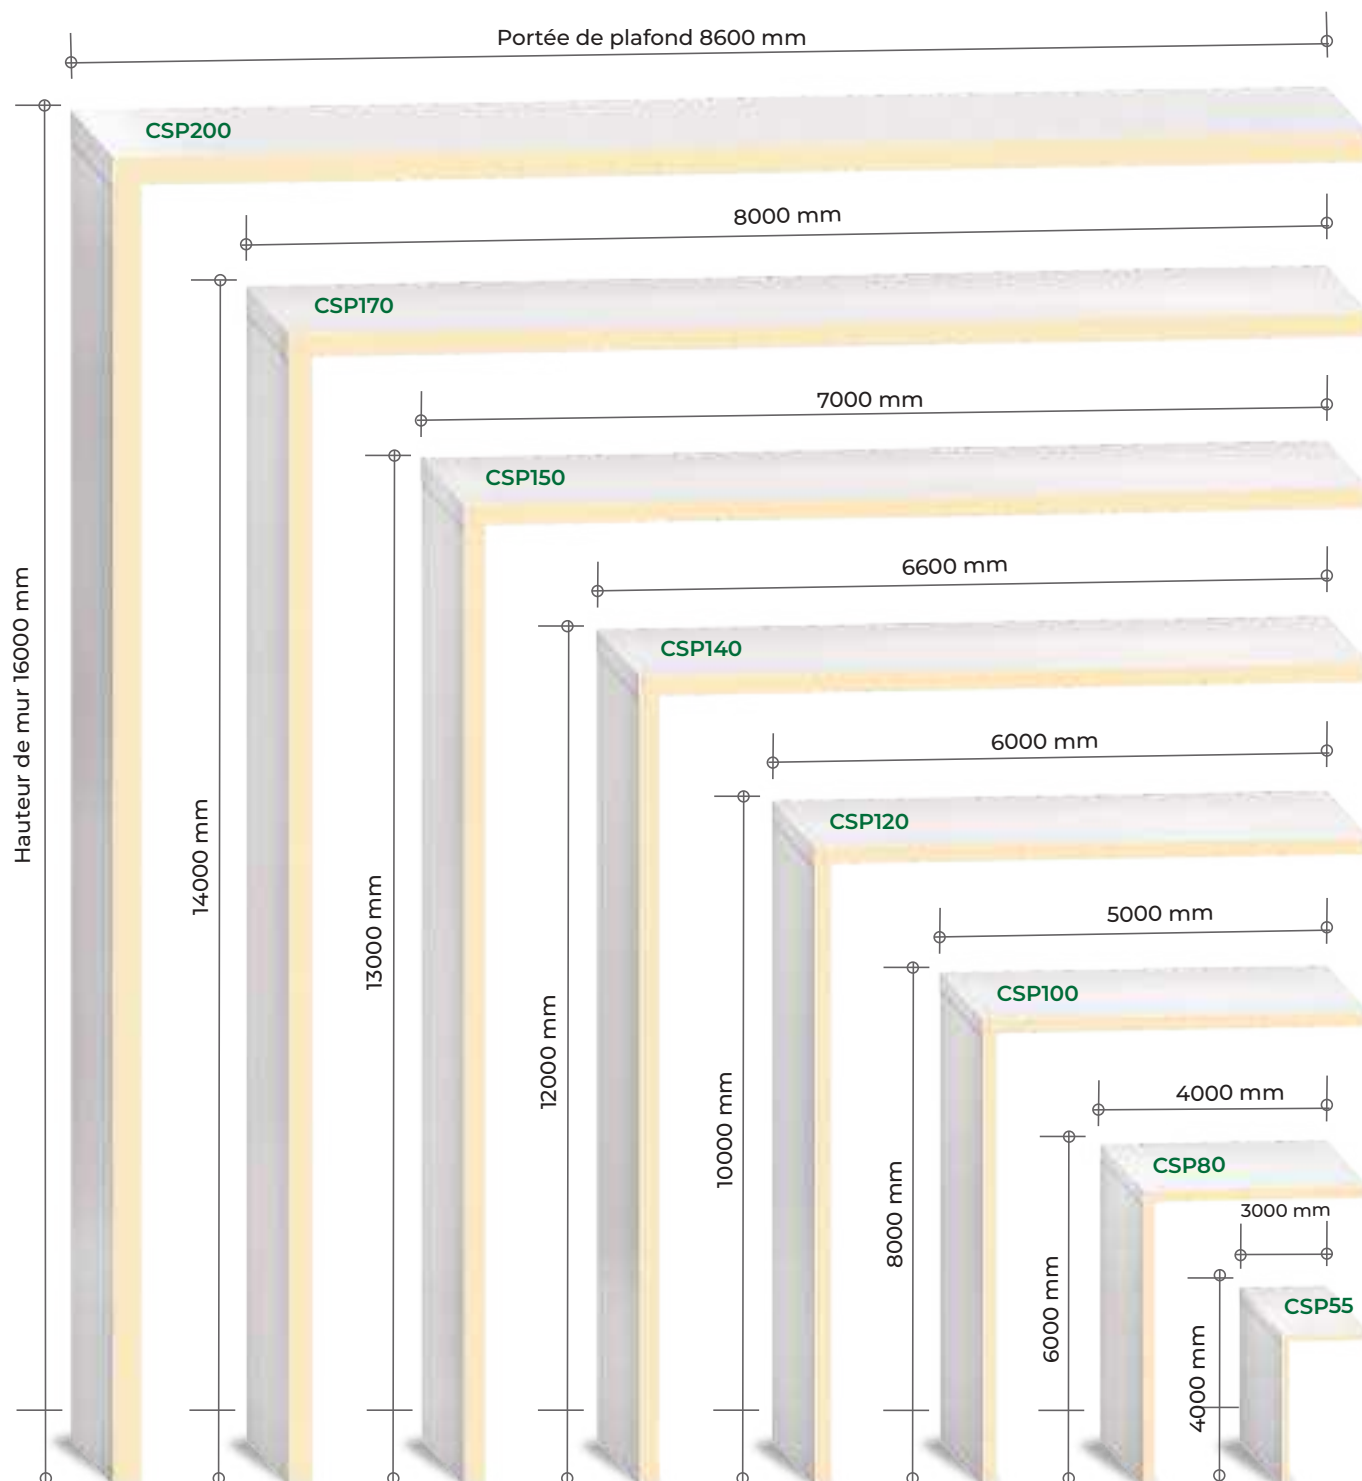 Portée de plafond 8600 mm
CSP200
Hauteur de mur 16000 mm
8000 mm
CSP170
14000 mm
7000 mm
CSP150
13000 mm
6600 mm
CSP140
12000 mm
6000 mm
CSP120
10000 mm
5000 mm
CSP100
8000 mm
4000 mm
CSP80
6000 mm
3000 mm
CSP55
4000 mm